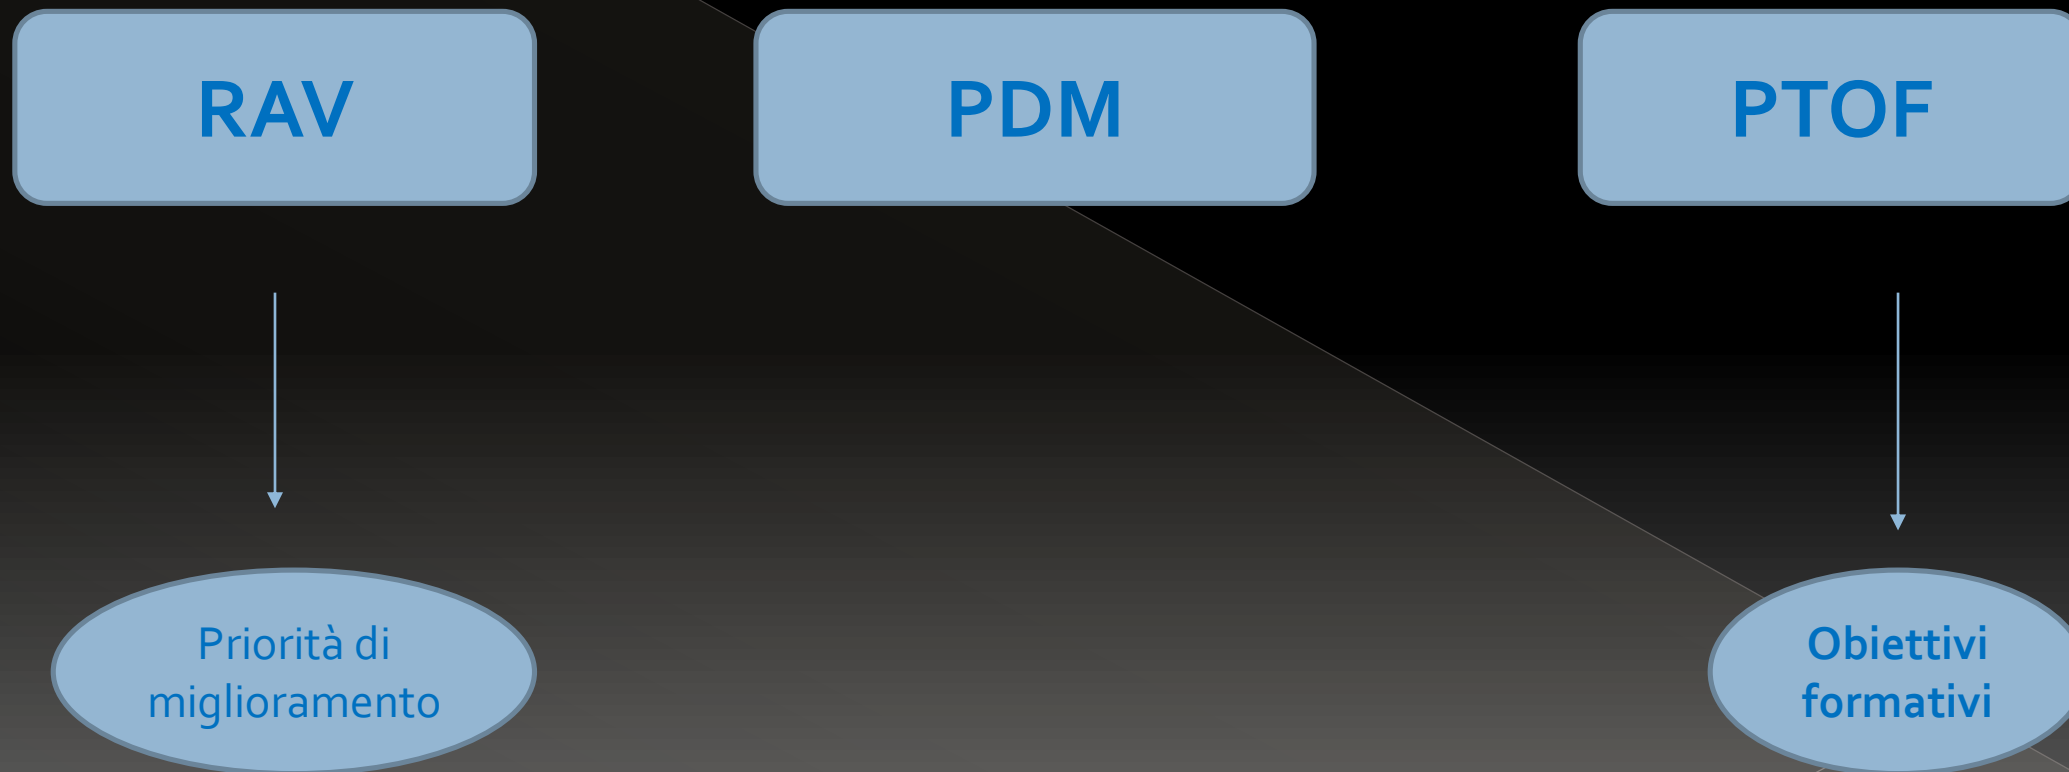 RAV
PDM
PTOF
Priorità di
miglioramento
Obiettivi
formativi